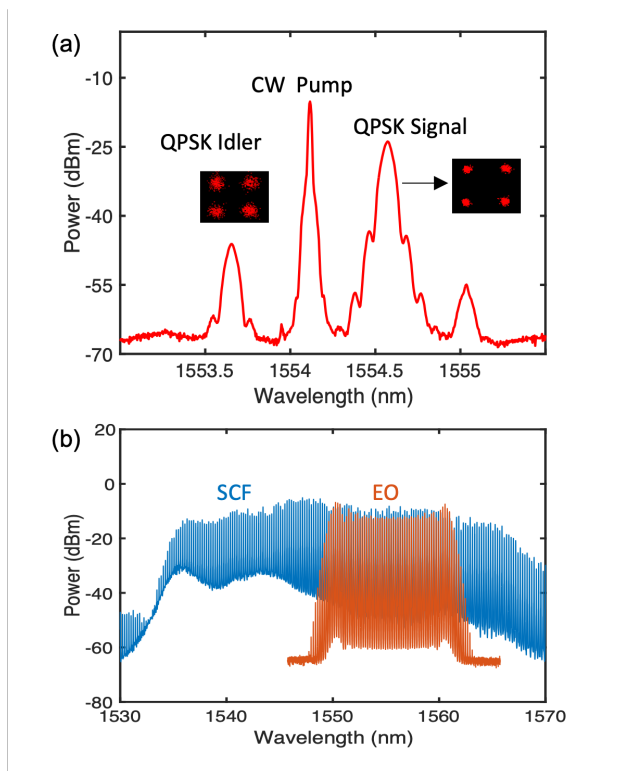 (a)
CW Pump
QPSK Idler
QPSK Signal
Power (dBm)
-10
-25
-40
-55
-70
1553.5 1554 1554.5 1555
Wavelength (nm)
(b)
SCF EO
Power (dBm)
20
0
-20
-40
-60
-80
1530 1540 1550 1560 1570
Wavelength (nm)